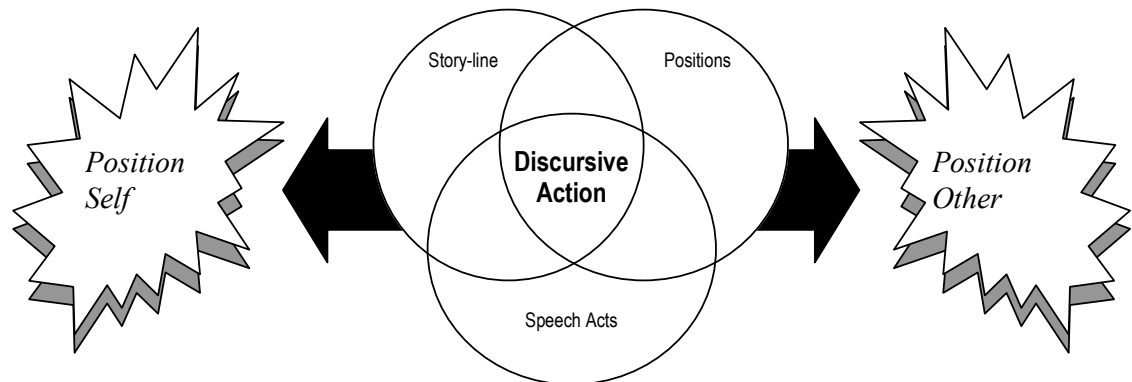 Story-line
Positions
Position
Self
Discursive
Action
Position
Other
Speech Acts